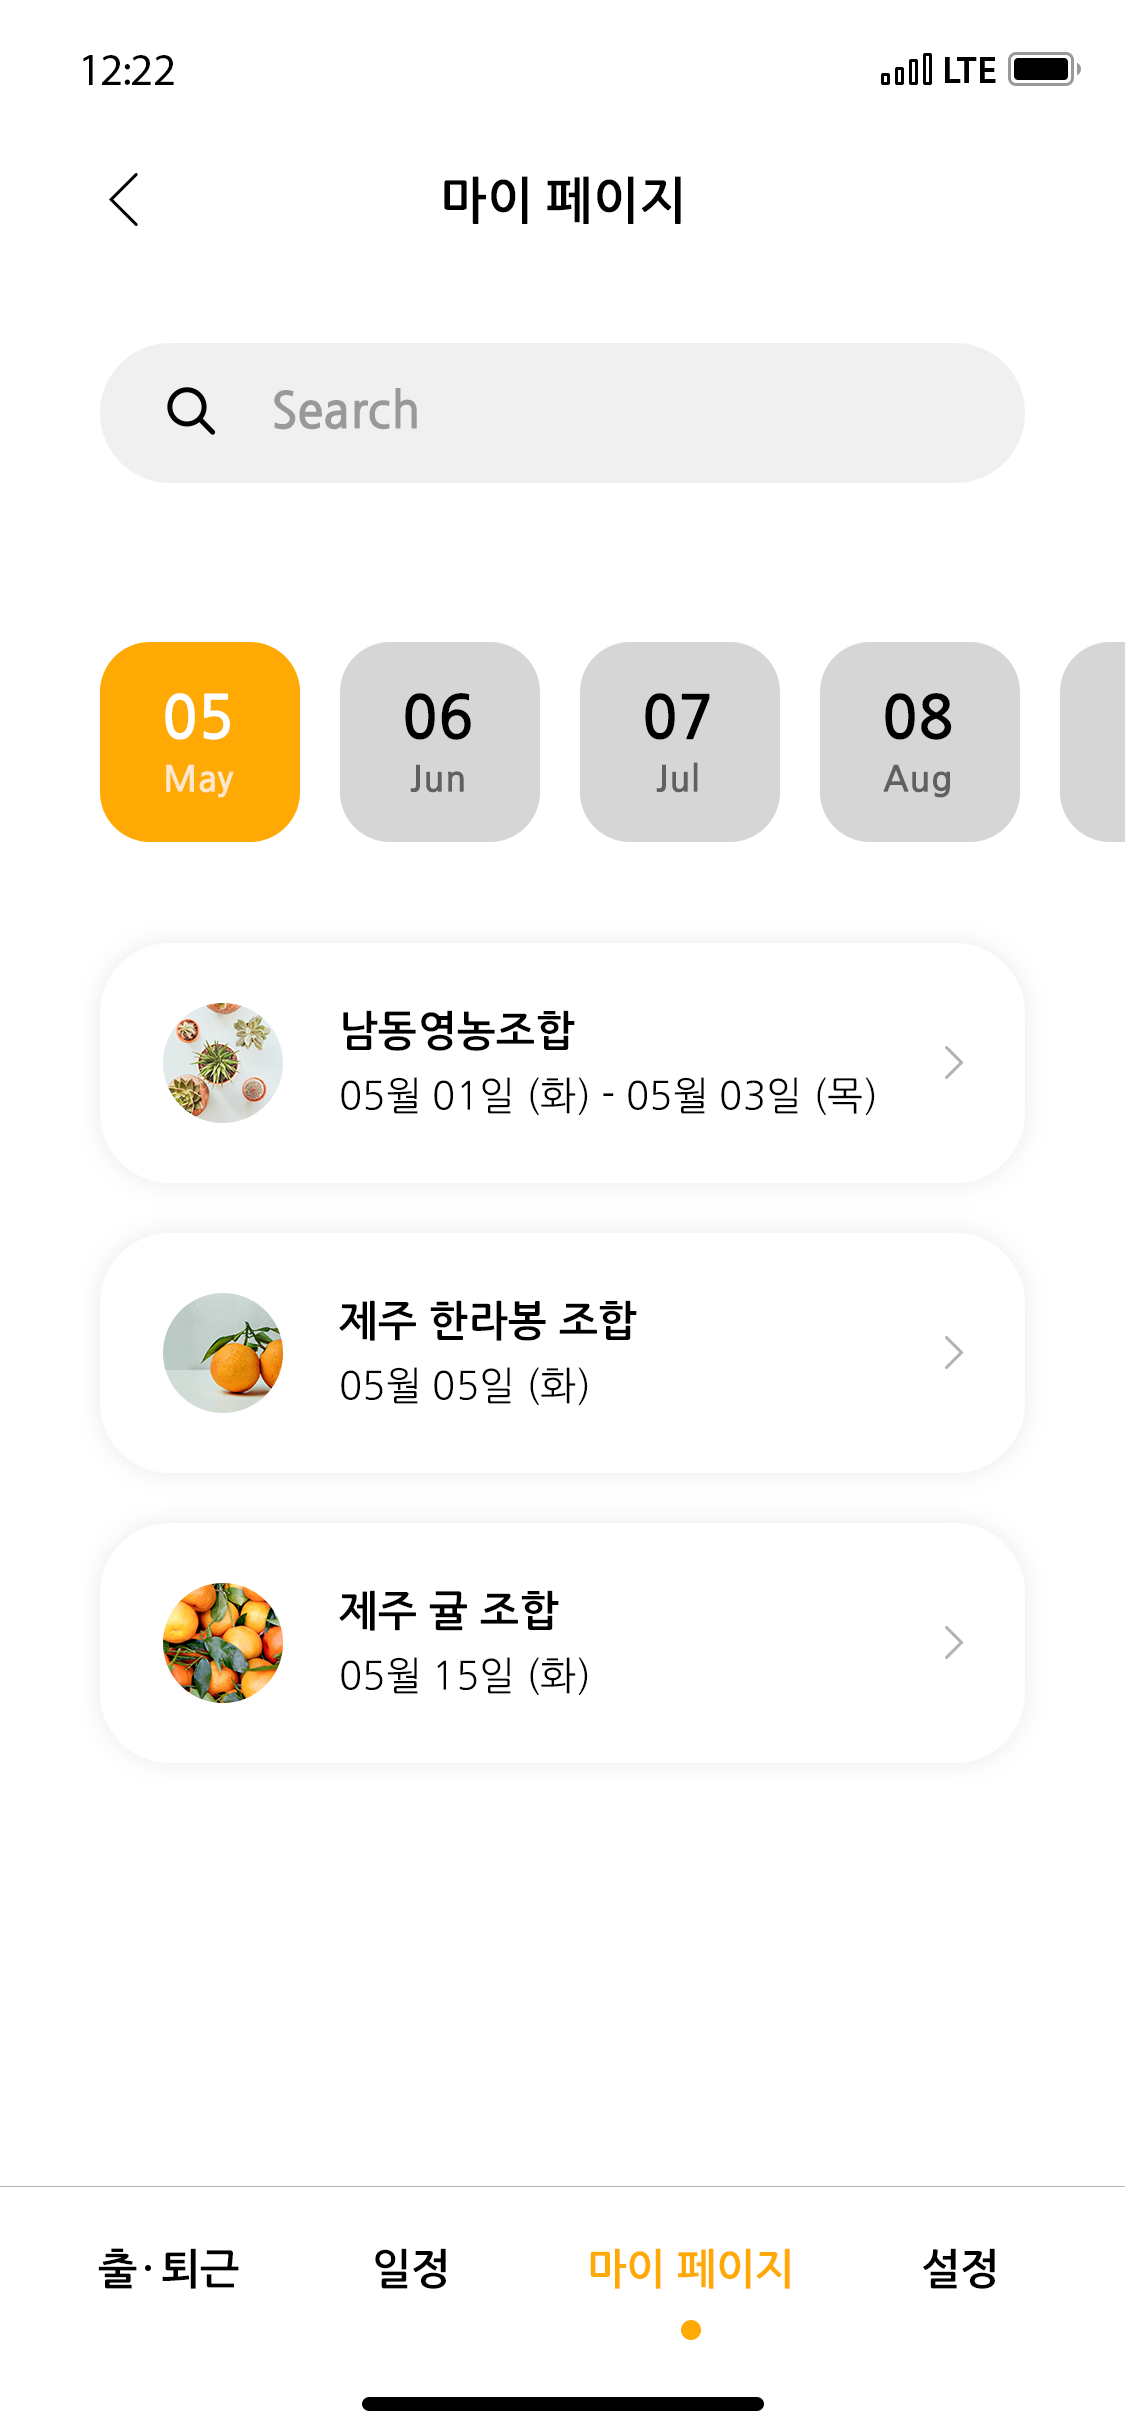 12:22 LTE
마이 페이지
Search
05 06 07 08
May Jun Jul Aug
남동영농조합
05월 01일 (화) - 05월 03일 (목)
제주 한라봉 조합
05월 05일 (화)
제주 귤 조합
05월 15일 (화)
출·퇴근 일정 마이 페이지 설정